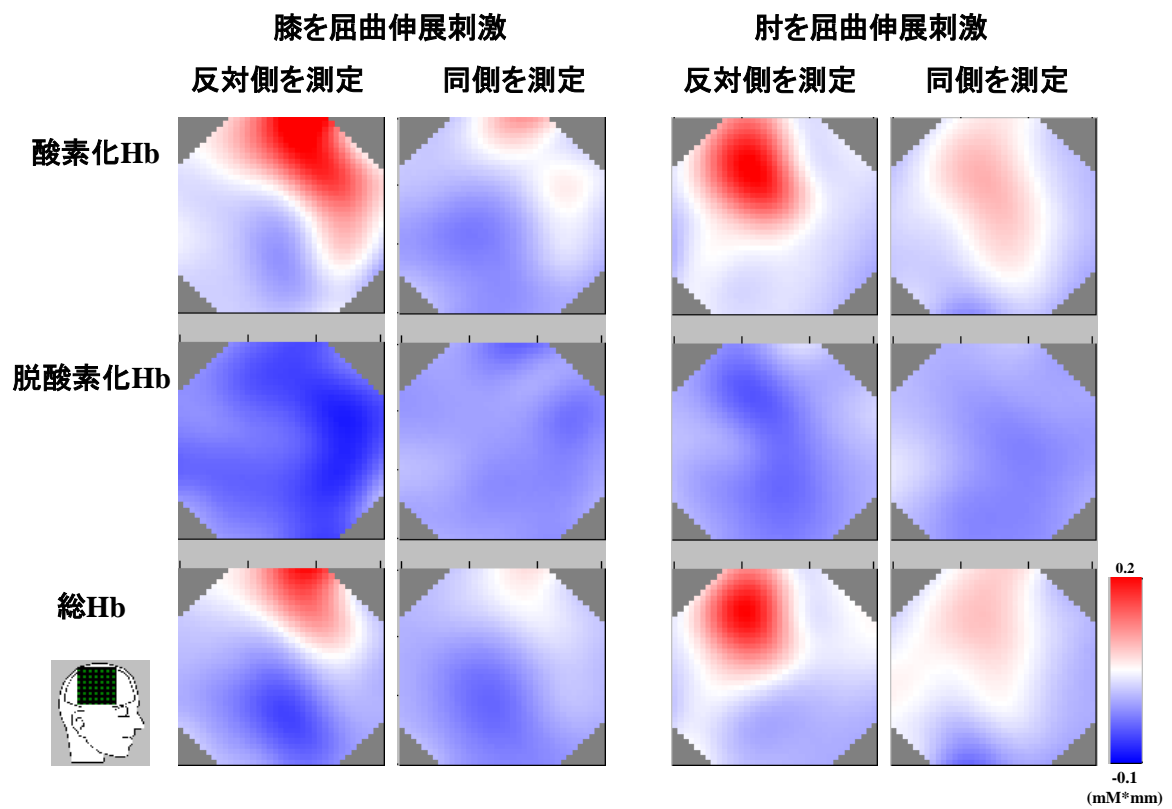 膝を屈曲伸展刺激
肘を屈曲伸展刺激
反対側を測定
同側を測定
反対側を測定
同側を測定
酸素化Hb
脱酸素化Hb
総Hb
0.2
-0.1
(mM*mm)